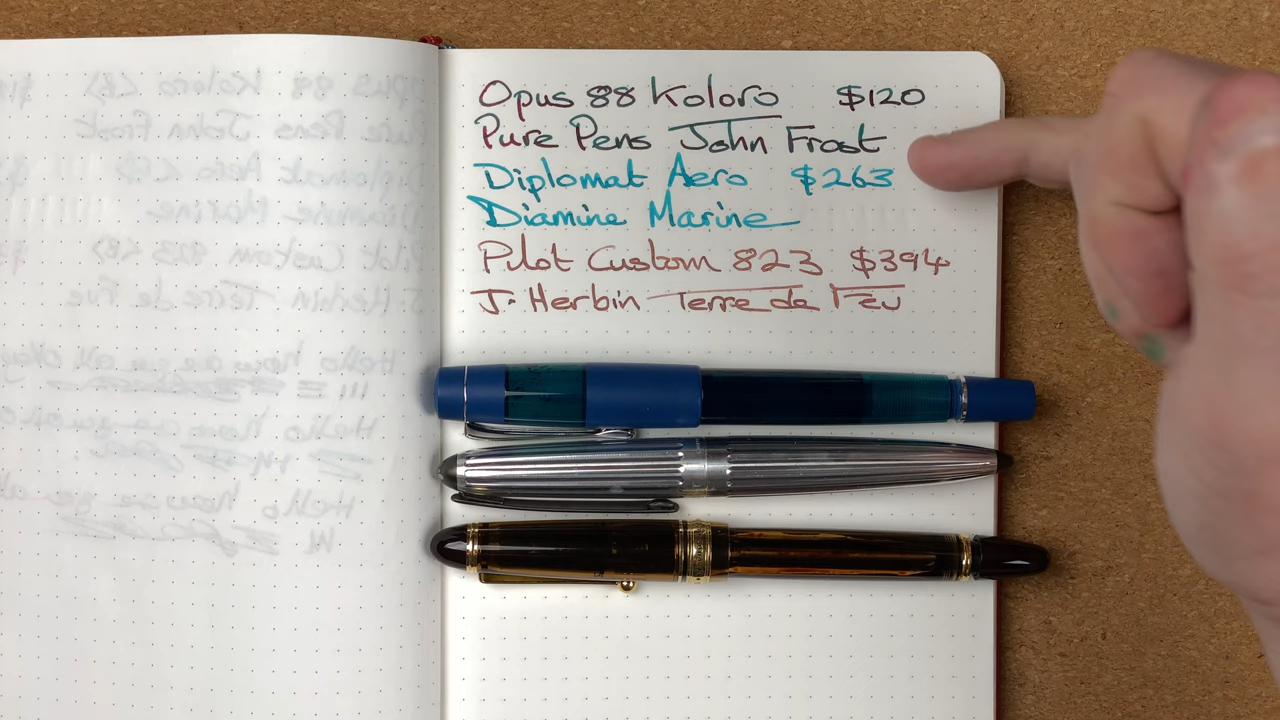 Opus 88 Koloro $120
Pure Pens John Frost
Diplomat Aero $263
Diamine Marine
Pilot Custom 823 $394
J. Herbin Terre de Feu